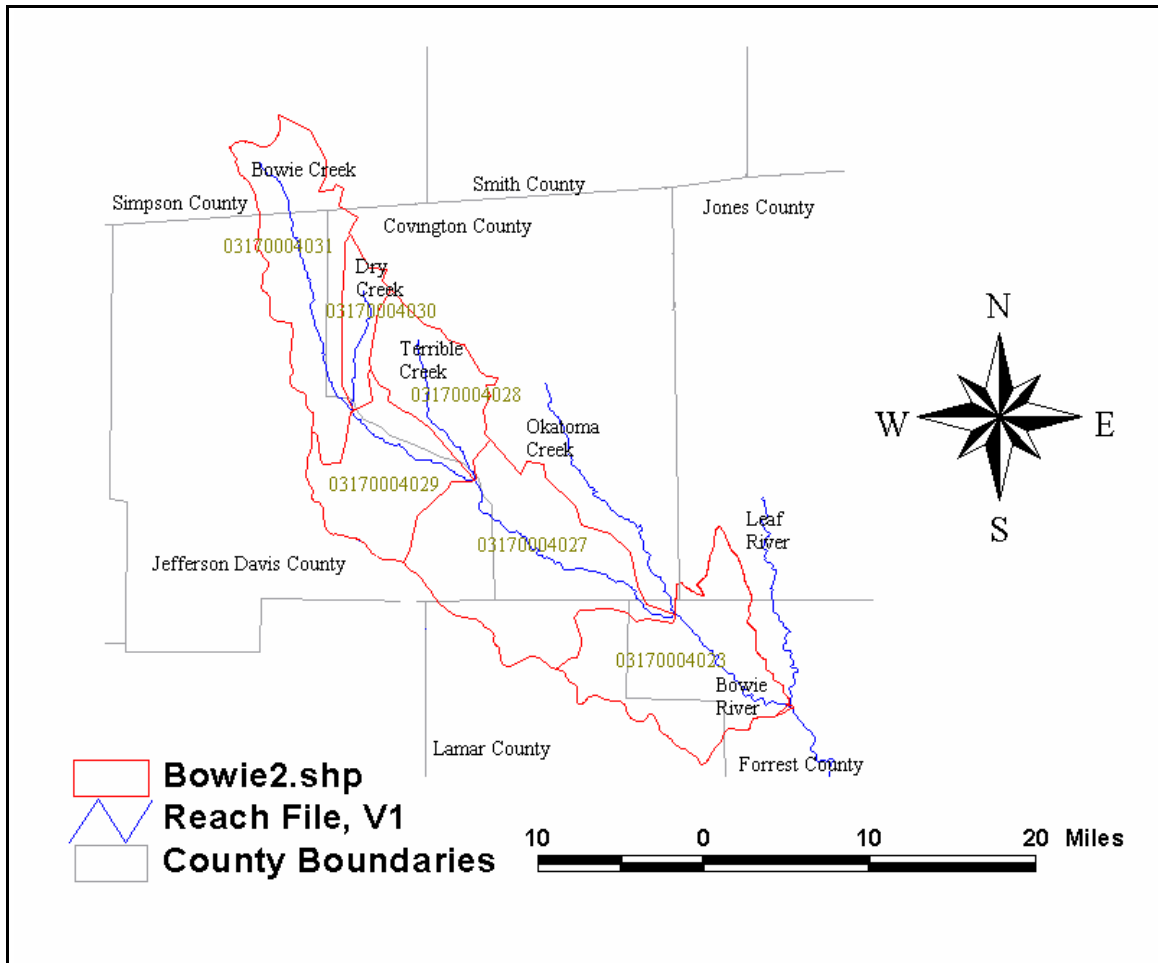 Bowie Creek
Smith County
Simpson County
Jones County
Covington County
03170004031
Dry
Creek
03170004030
Terrible
Creek
03170004028
Okatoma
Creek
03170004029
Leaf
River
03170004027
Jefferson Davis County
03170004023
Bowie
River
Lamar County
Forrest County
N
W
E
S
Bowie2.shp
Reach File, V1
County Boundaries
10 0 10 20 Miles